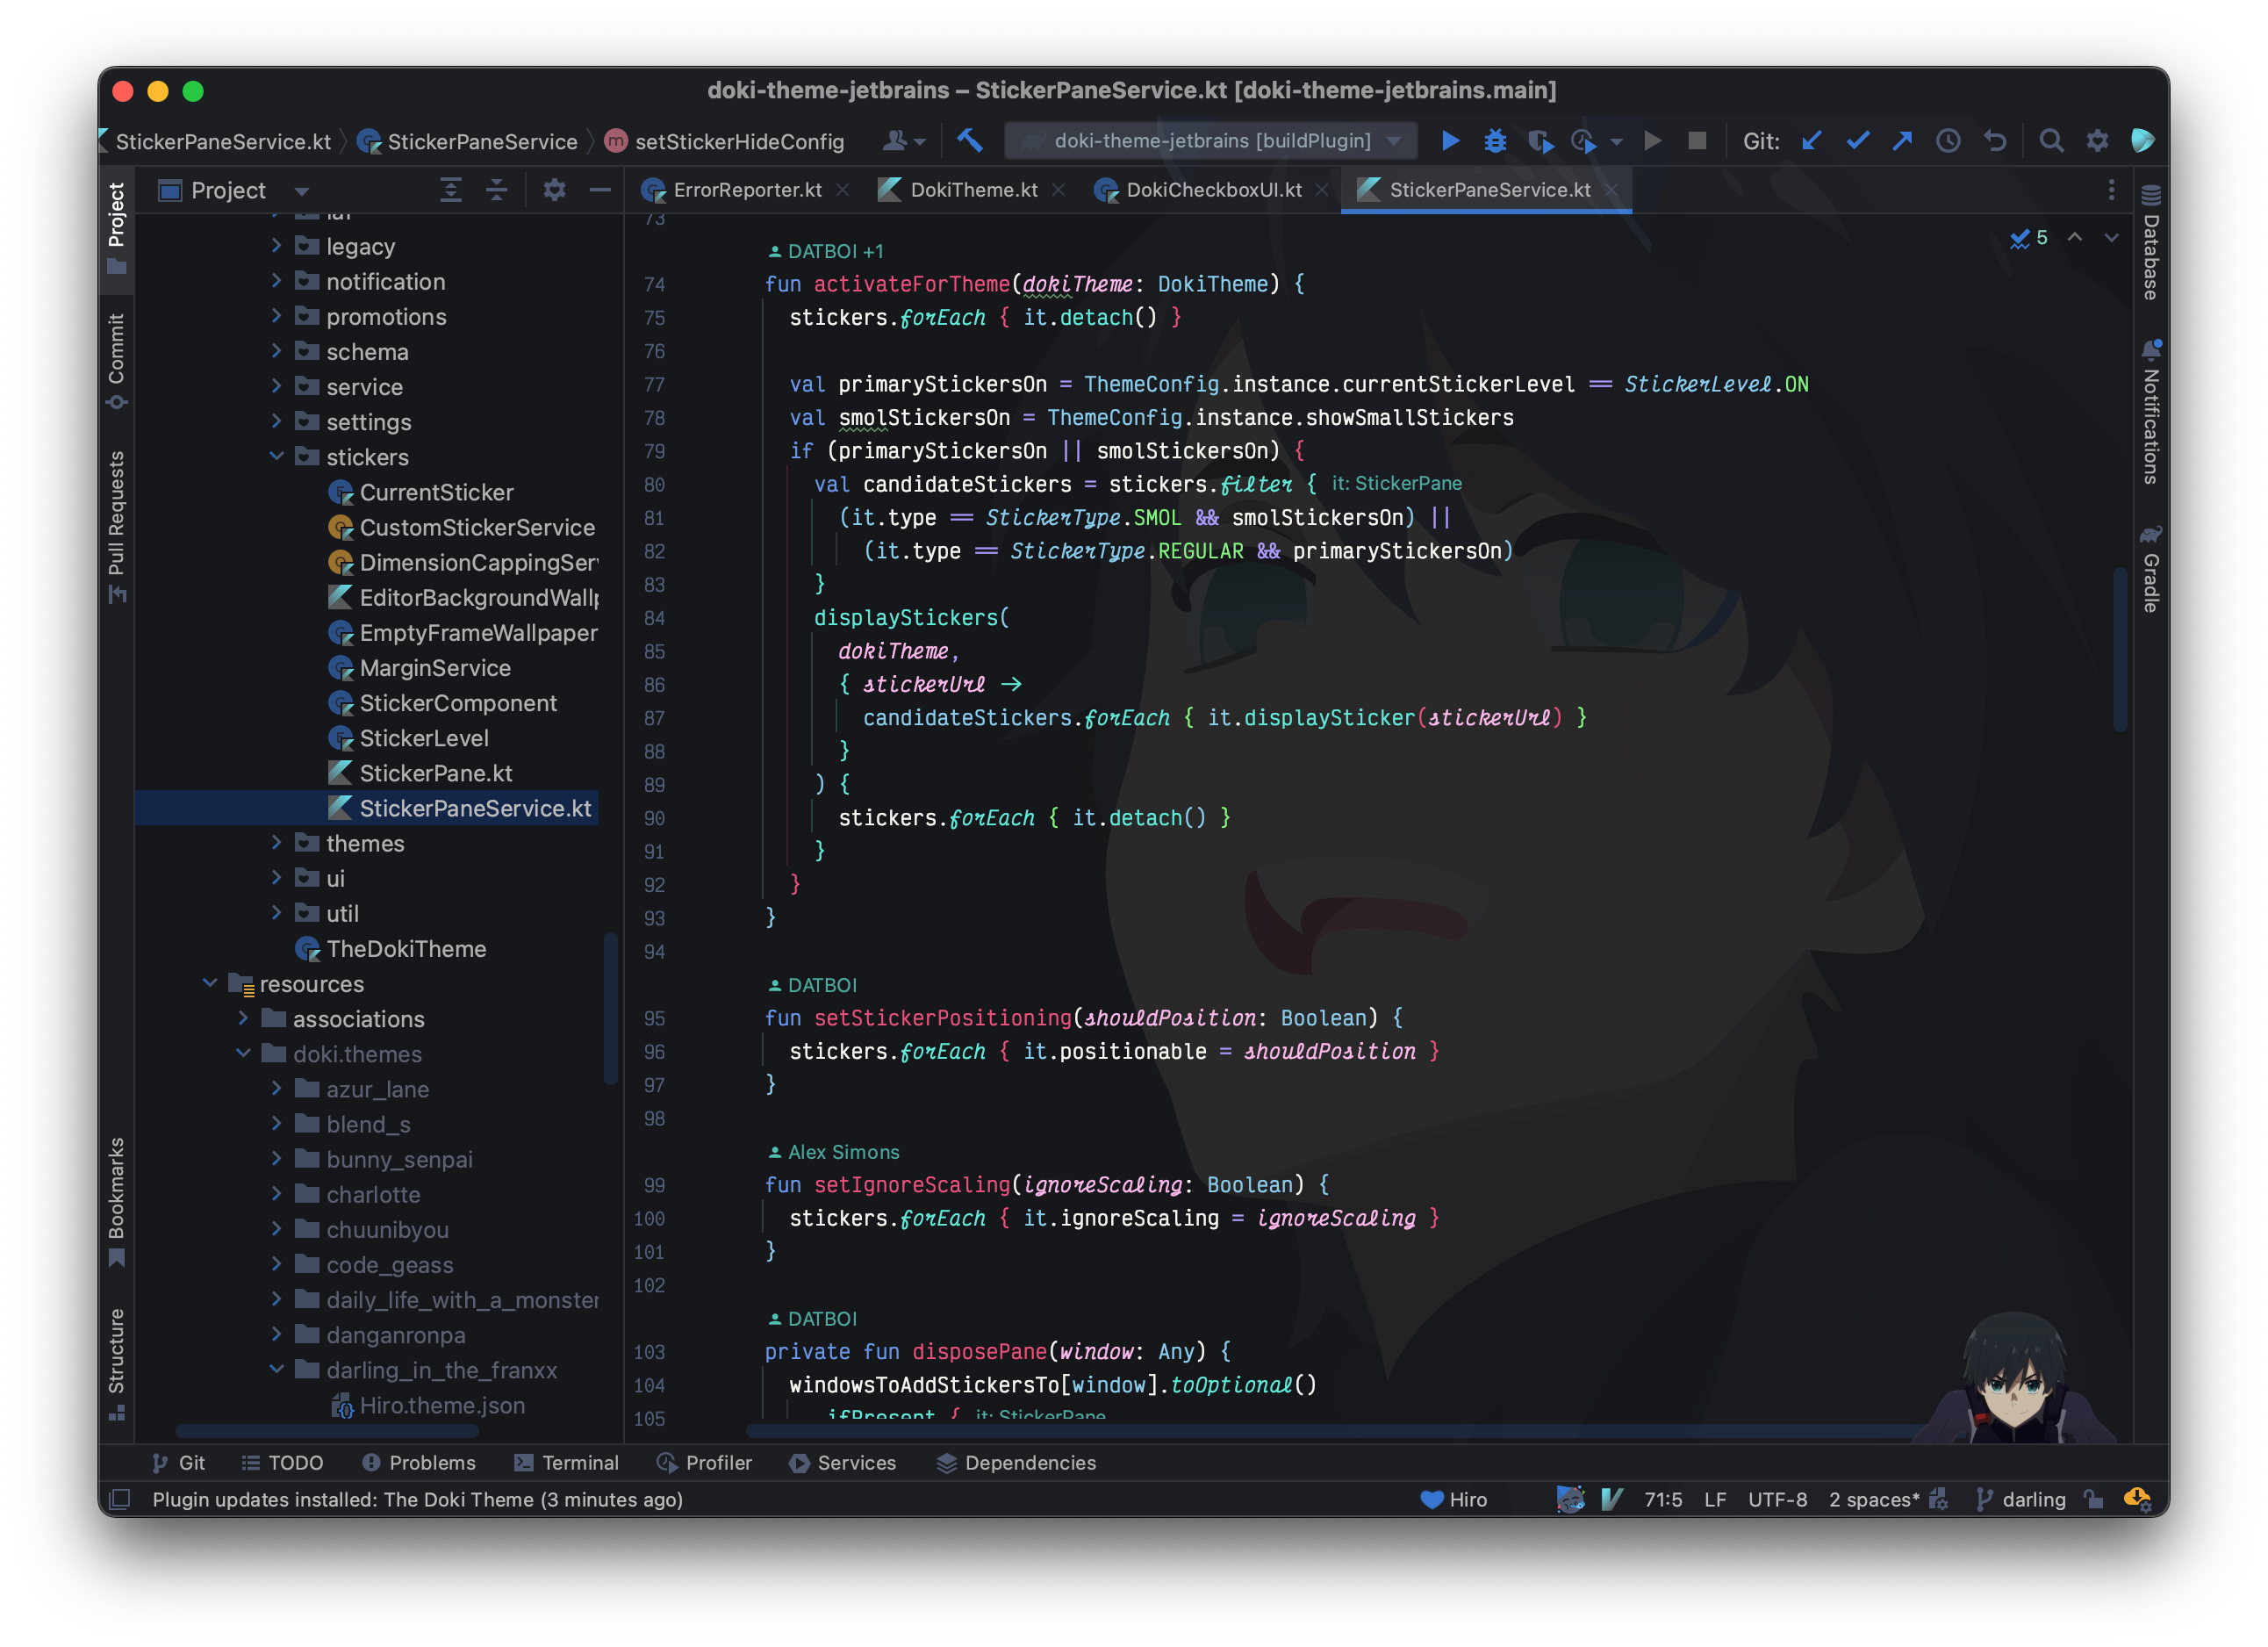 doki-theme-jetbrains – StickerPaneService.kt [doki-theme-jetbrains.main]
StickerPaneService.kt StickerPaneService m setStickerHideConfig doki-theme-jetbrains [buildPlugin] Git:
Project
ErrorReporter.kt DokiTheme.kt DokiCheckboxUI.kt StickerPaneService.kt
Project
Commit
Pull Requests
Bookmarks
Structure
legacy
notification
promotions
schema
service
settings
stickers
CurrentSticker
CustomStickerService
DimensionCappingSer
EditorBackgroundWall
EmptyFrameWallpaper
MarginService
StickerComponent
StickerLevel
StickerPane.kt
StickerPaneService.kt
themes
ui
util
TheDokiTheme
resources
associations
doki.themes
azur_lane
blend_s
bunny_senpai
charlotte
chuunibyou
code_geass
daily_life_with_a_monster
danganronpa
darling_in_the_franxx
Hiro.theme.json
73
5
DATBOI +1
74 fun activateForTheme(dokiTheme: DokiTheme) {
75 stickers.forEach { it.detach() }
76
77 val primaryStickersOn = ThemeConfig.instance.currentStickerLevel == StickerLevel.ON
78 val smolStickersOn = ThemeConfig.instance.showSmallStickers
79 if (primaryStickersOn || smolStickersOn) {
80 val candidateStickers = stickers.filter { it: StickerPane
81 (it.type == StickerType.SMOL && smolStickersOn) ||
82 (it.type == StickerType.REGULAR && primaryStickersOn)
83 }
84 displayStickers(
85 dokiTheme,
86 { stickerUrl ->
87 candidateStickers.forEach { it.displaySticker(stickerUrl) }
88 }
89 ) {
90 stickers.forEach { it.detach() }
91 }
92 }
93 }
94
DATBOI
95 fun setStickerPositioning(shouldPosition: Boolean) {
96 stickers.forEach { it.positionable = shouldPosition }
97 }
98
Alex Simons
99 fun setIgnoreScaling(ignoreScaling: Boolean) {
100 stickers.forEach { it.ignoreScaling = ignoreScaling }
101 }
102
DATBOI
103 private fun disposePane(window: Any) {
104 windowsToAddStickersTo[window].toOptional()
105 .ifPresent { it: StickerPane
Database
Notifications
Gradle
Git TODO Problems Terminal Profiler Services Dependencies
Plugin updates installed: The Doki Theme (3 minutes ago) Hiro 71:5 LF UTF-8 2 spaces* darling